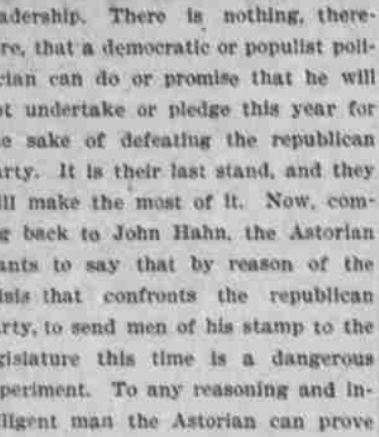 adership. There is nothing, there-
re, that a democratic or populist poli-
cian can do or promise that he will
ot undertake or pledge this year for
e sake of defeating the republican
arty. It is their last stand, and they
ill make the most of it. Now, com-
g back to John Hahn, the Astorian
ants to say that by reason of the
isis that confronts the republican
arty, to send men of his stamp to the
gislature this time is a dangerous
periment. To any reasoning and in-
lligent man the Astorian can prove